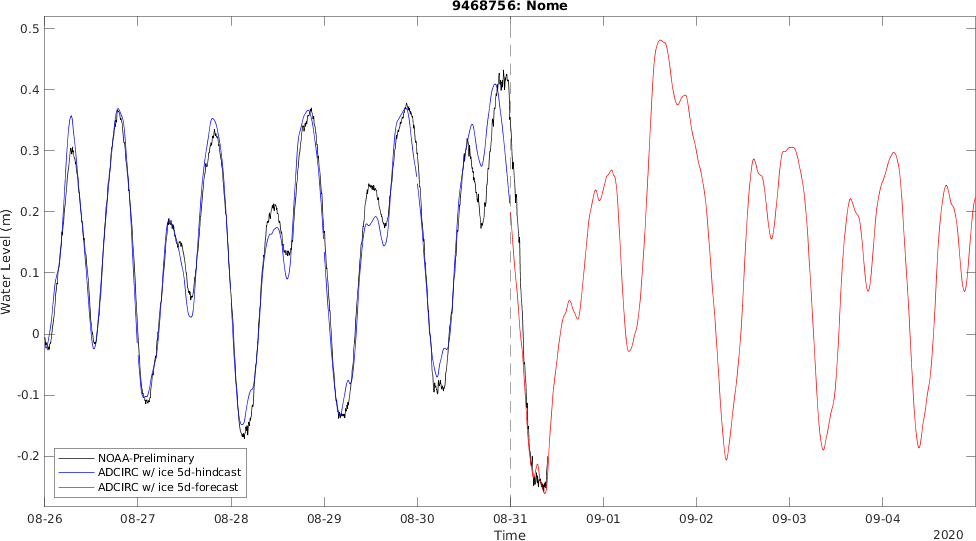 9468756: Nome
Water Level (m)
0.5
0.4
0.3
0.2
0.1
0
-0.1
-0.2
NOAA-Preliminary
ADCIRC w/ ice 5d-hindcast
ADCIRC w/ ice 5d-forecast
08-26 08-27 08-28 08-29 08-30 08-31 09-01 09-02 09-03 09-04
Time
2020